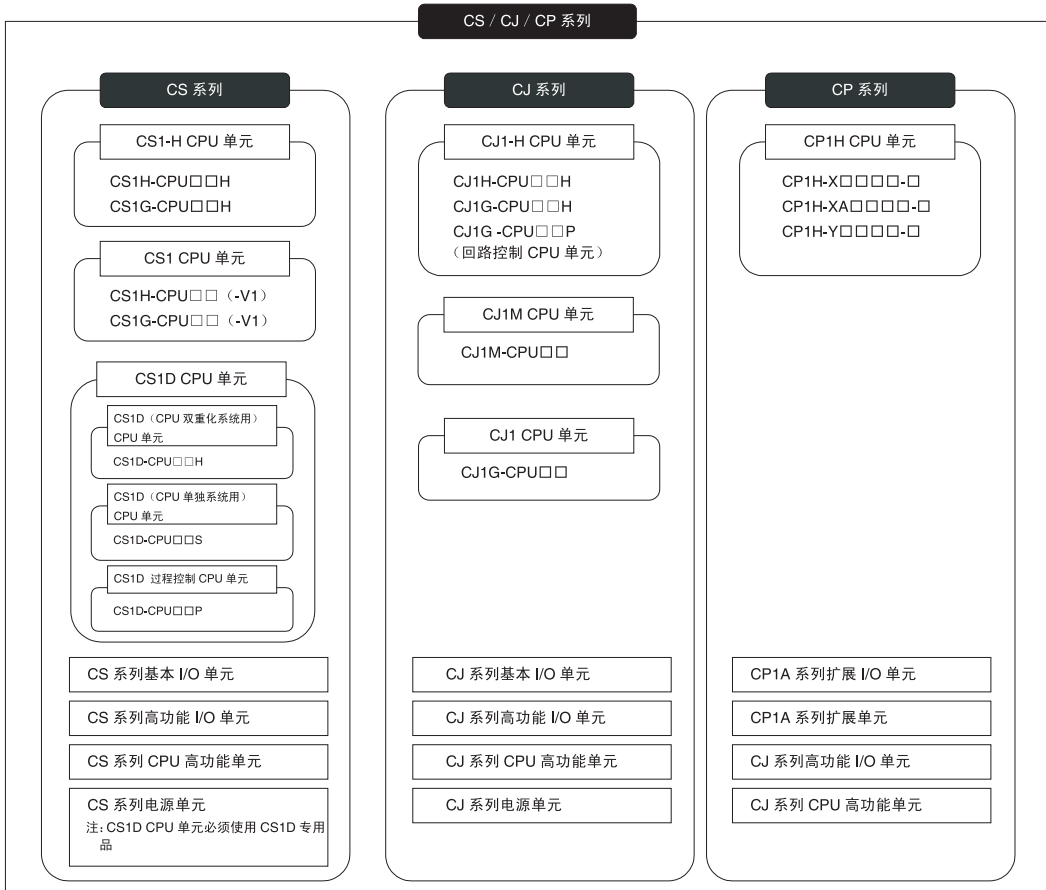 CS / CJ / CP 系列
CS 系列
CS1-H CPU 单元
CS1H-CPU□□H
CS1G-CPU□□H
CS1 CPU 单元
CS1H-CPU□□（-V1）
CS1G-CPU□□（-V1）
CS1D CPU 单元
CS1D（CPU 双重化系统用）
CPU 单元
CS1D-CPU□□H
CS1D（CPU 单独系统用）
CPU 单元
CS1D-CPU□□S
CS1D 过程控制 CPU 单元
CS1D-CPU□□P
CS 系列基本 I/O 单元
CS 系列高功能 I/O 单元
CS 系列 CPU 高功能单元
CS 系列电源单元
注: CS1D CPU 单元必须使用 CS1D 专用
品
CJ 系列
CJ1-H CPU 单元
CJ1H-CPU□□H
CJ1G-CPU□□H
CJ1G -CPU□□P
（回路控制 CPU 单元）
CJ1M CPU 单元
CJ1M-CPU□□
CJ1 CPU 单元
CJ1G-CPU□□
CJ 系列基本 I/O 单元
CJ 系列高功能 I/O 单元
CJ 系列 CPU 高功能单元
CJ 系列电源单元
CP 系列
CP1H CPU 单元
CP1H-X□□□□-□
CP1H-XA□□□□-□
CP1H-Y□□□□-□
CP1A 系列扩展 I/O 单元
CP1A 系列扩展单元
CJ 系列高功能 I/O 单元
CJ 系列 CPU 高功能单元